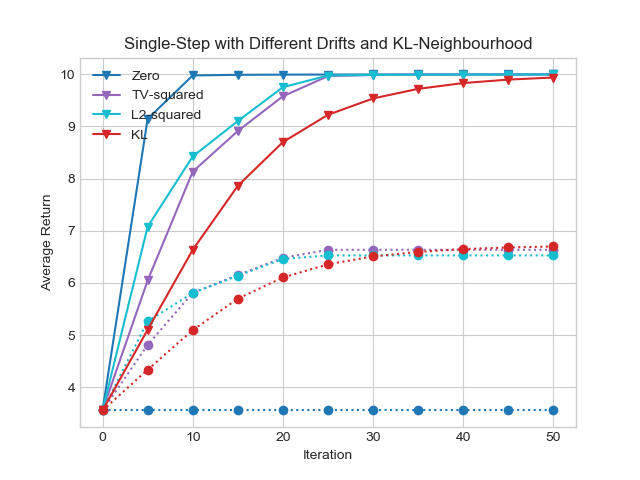 Single-Step with Different Drifts and KL-Neighbourhood
Zero
TV-squared
L2-squared
KL
Average Return
10
9
8
7
6
5
4
0 10 20 30 40 50
Iteration